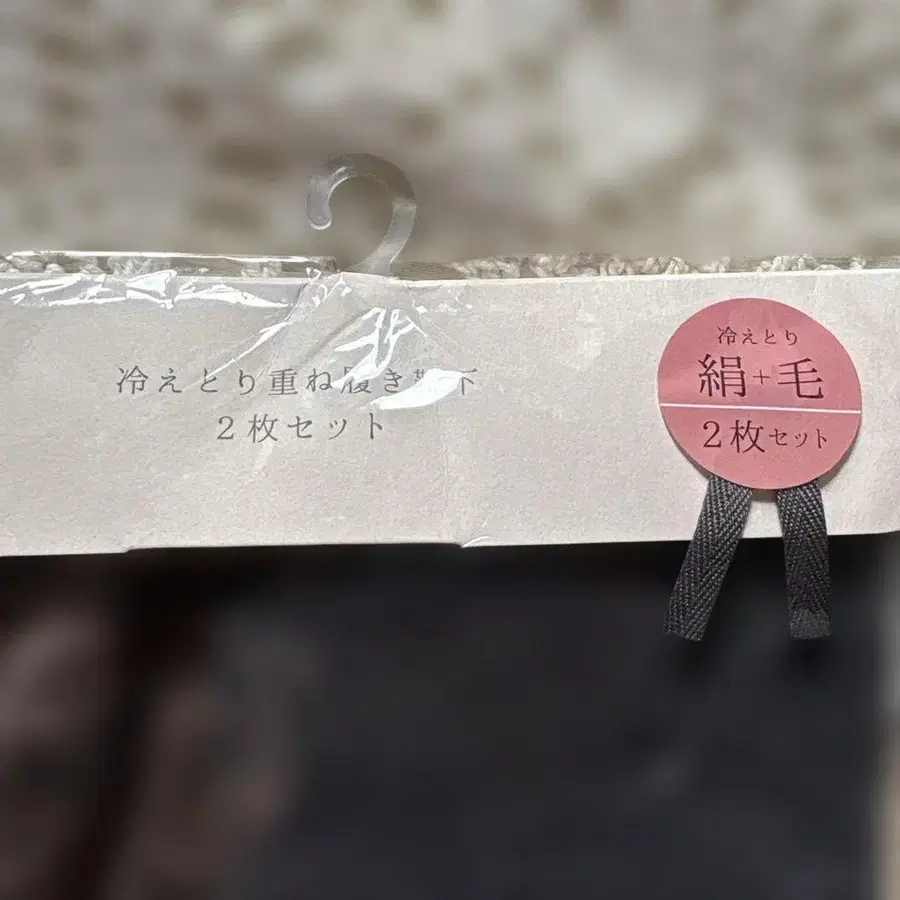 冷えとり重ね履き靴下
２枚セット
冷えとり
絹+毛
２枚セット